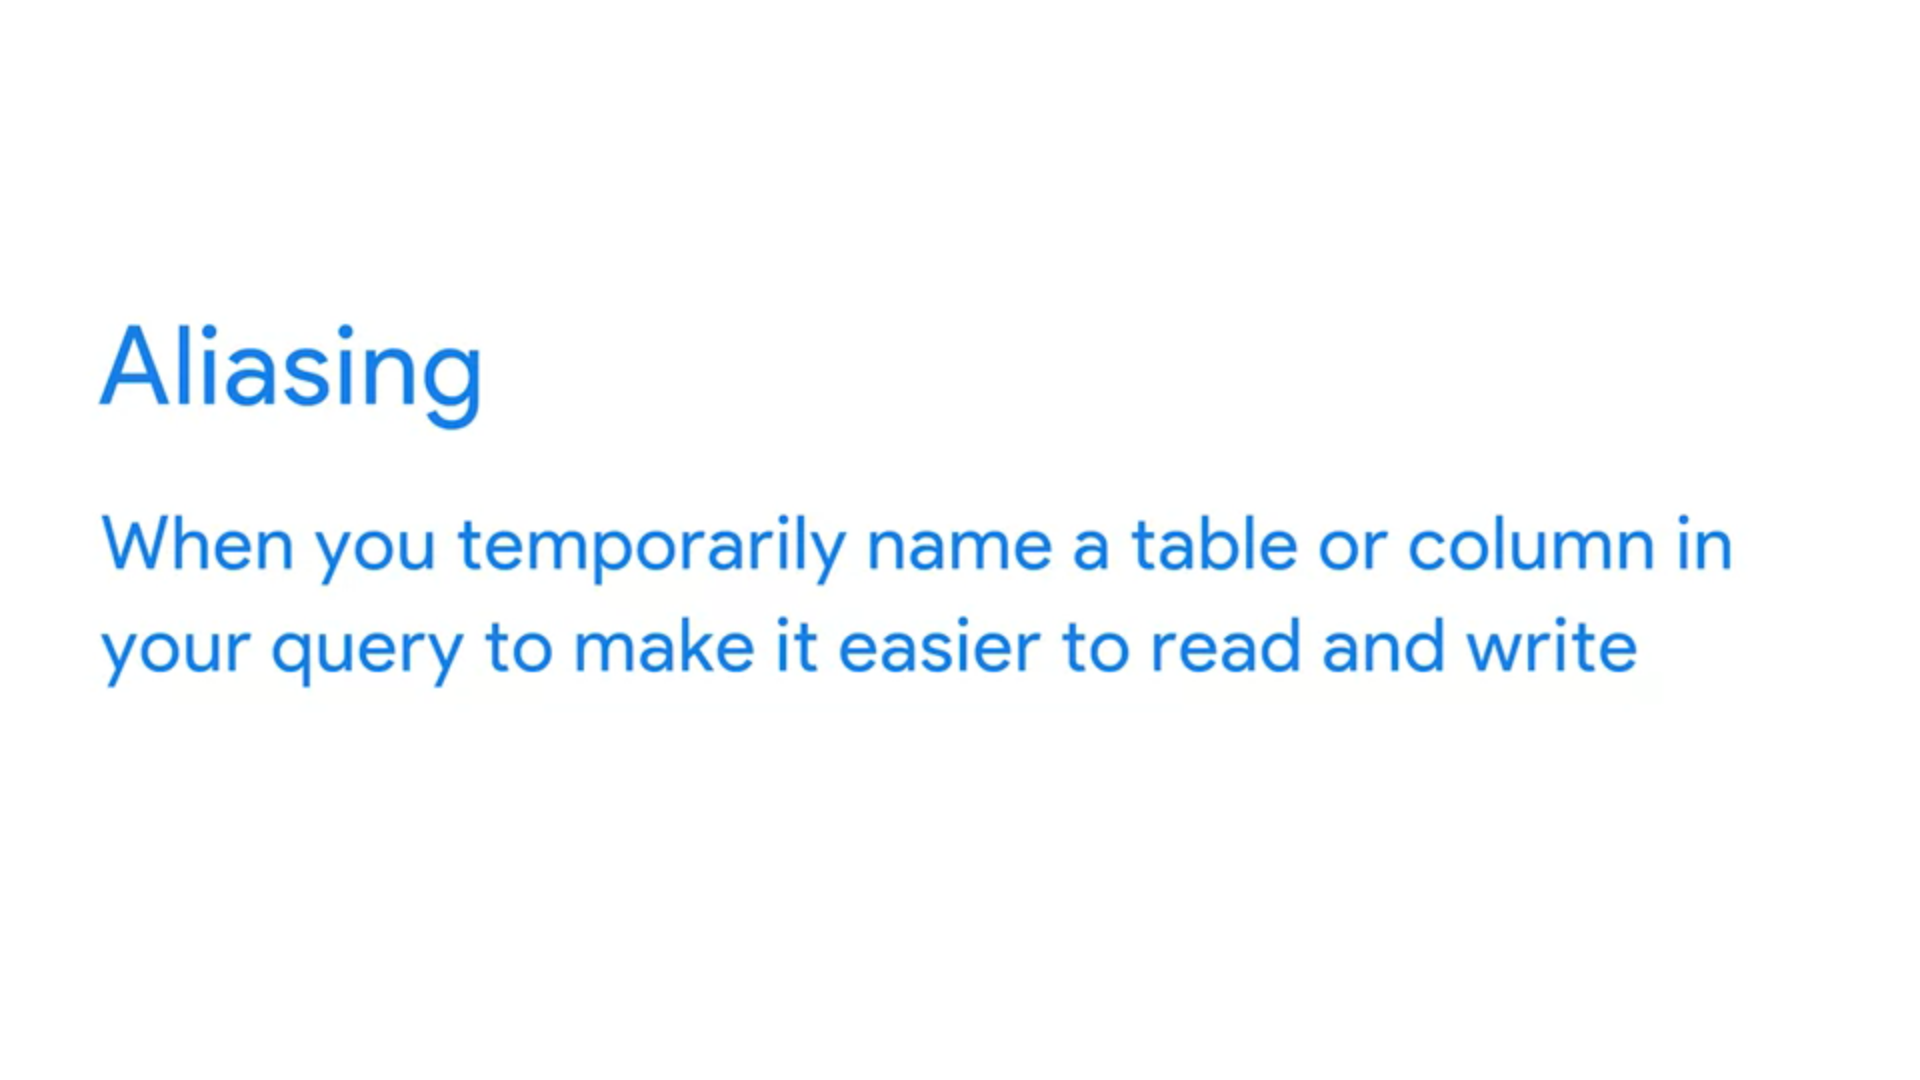 Aliasing
When you temporarily name a table or column in
your query to make it easier to read and write